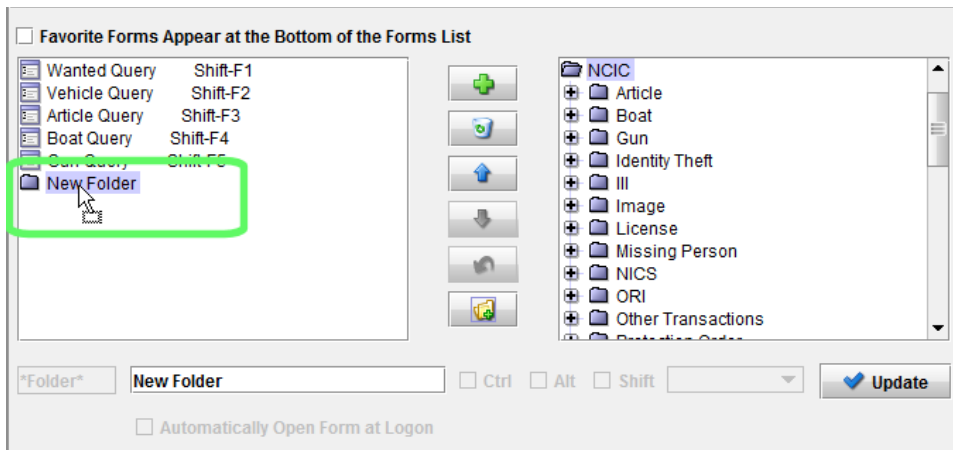 Favorite Forms Appear at the Bottom of the Forms List
Wanted Query Shift-F1
Vehicle Query Shift-F2
Article Query Shift-F3
Boat Query Shift-F4
Gun Query Shift-F5
New Folder
NCIC
Article
Boat
Gun
Identity Theft
III
Image
License
Missing Person
NICS
ORI
Other Transactions
Protection Order
*Folder*
New Folder
Ctrl
Alt
Shift
Update
Automatically Open Form at Logon